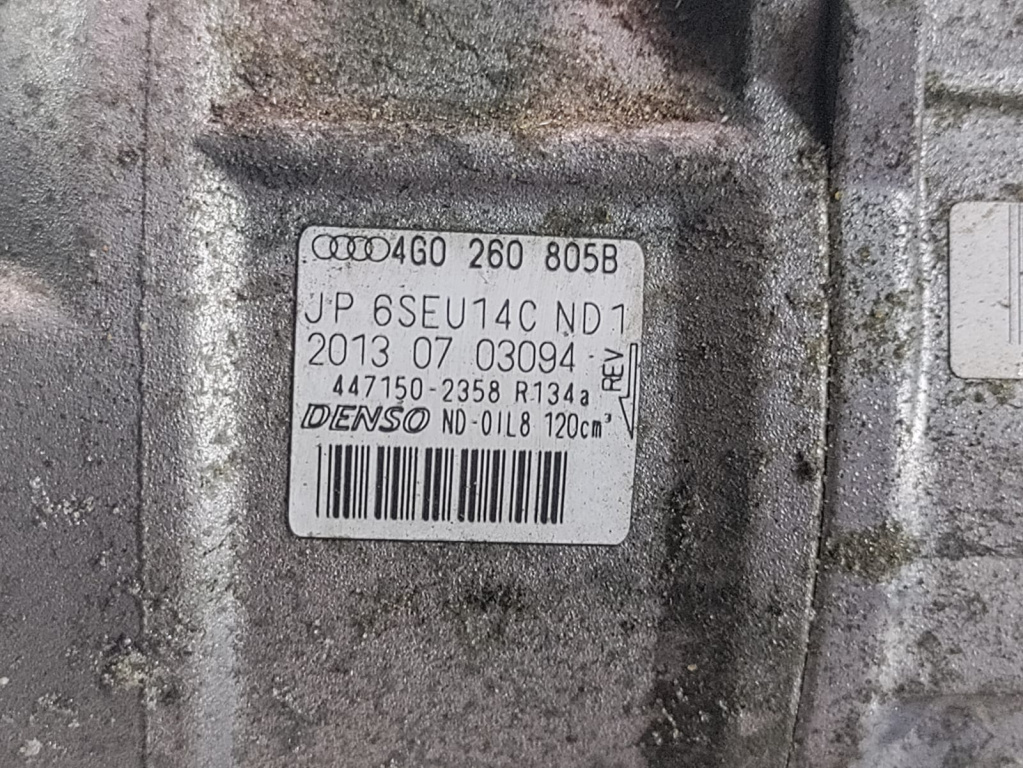 4G0 260 805B
JP 6SEU14C ND1
2013 07 03094
REV
447150-2358 R134a
DENSO ND-OIL8 120cm³